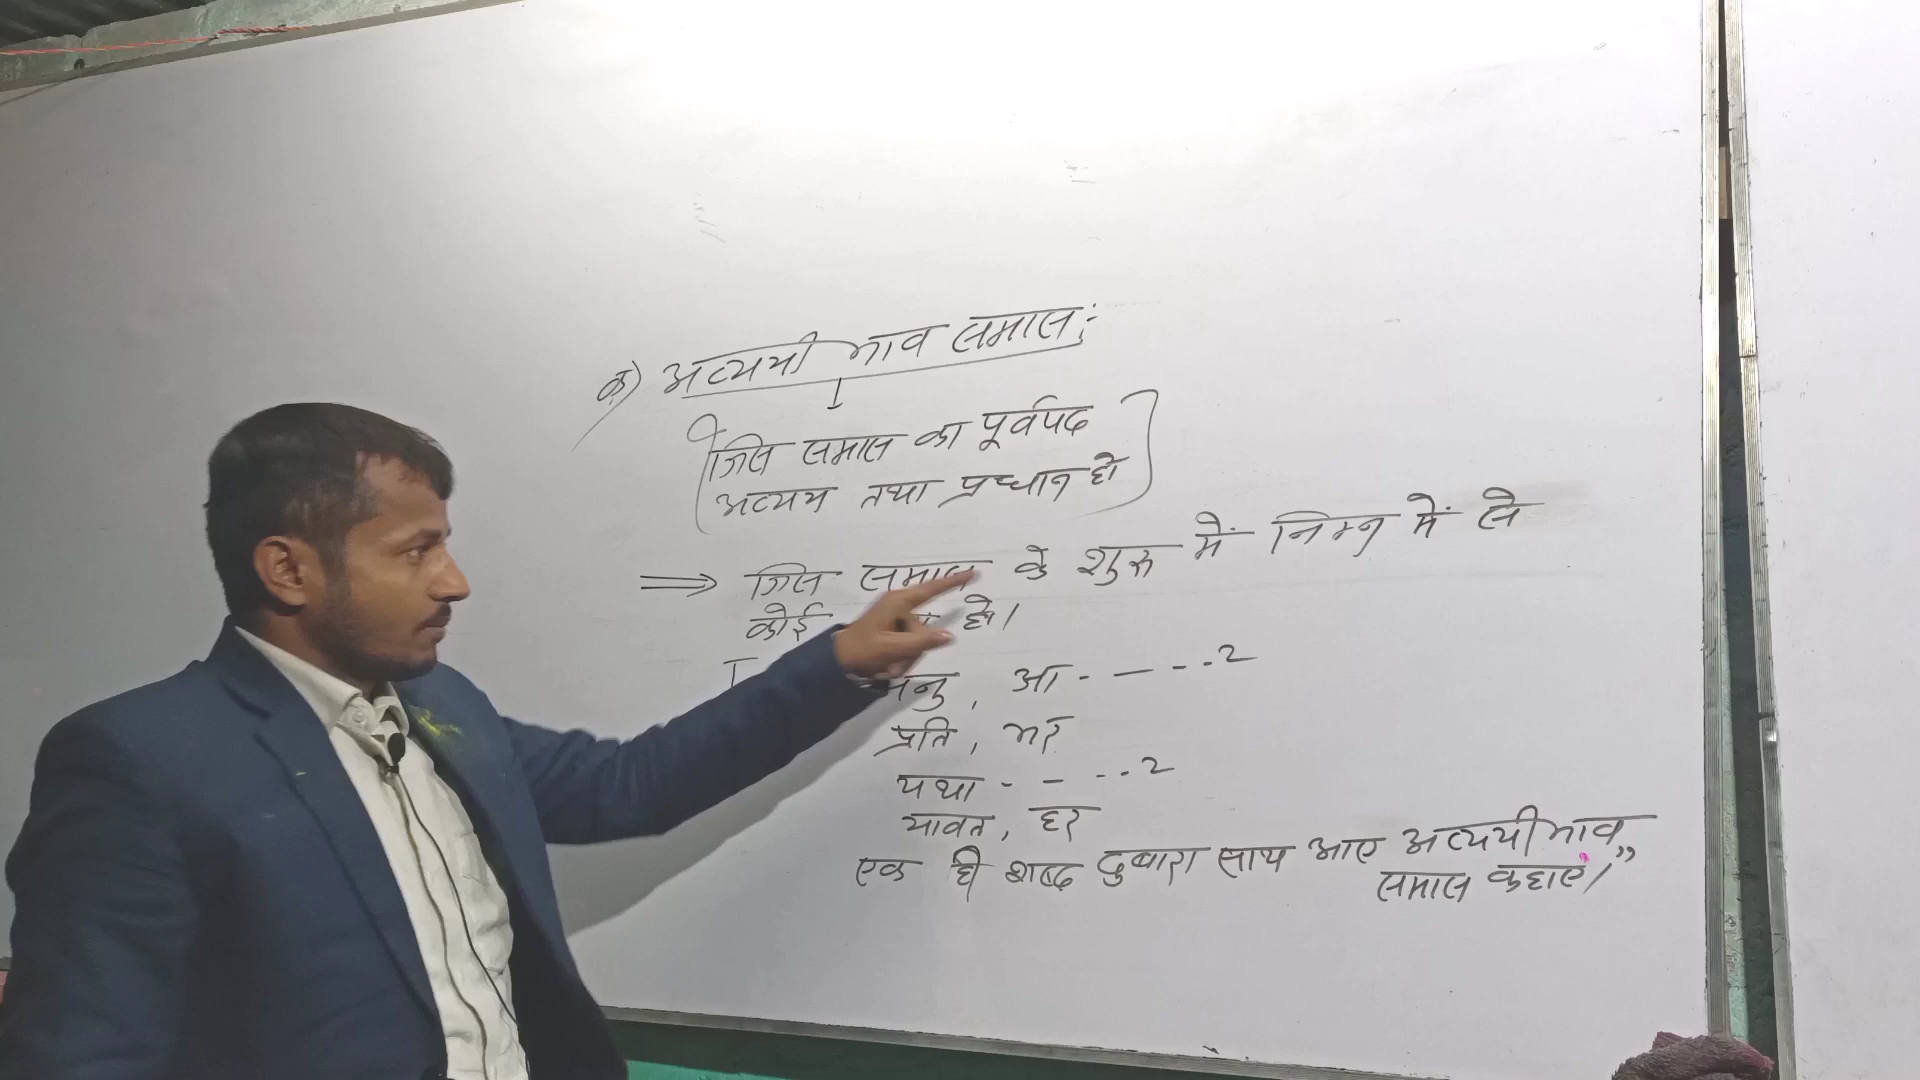 क) अव्ययी भाव समास :-
जिस समास का पूर्वपद
अव्यय तथा प्रधान हो
⇒ जिस समास के शुरू में निम्न में से
कोई हो।
अनु, आ - — - - - 2
प्रति, भर
यथा - — - - - 2
यावत, हर
एक ही शब्द दुबारा साथ आए अव्ययीभाव
समास कहाएं।”